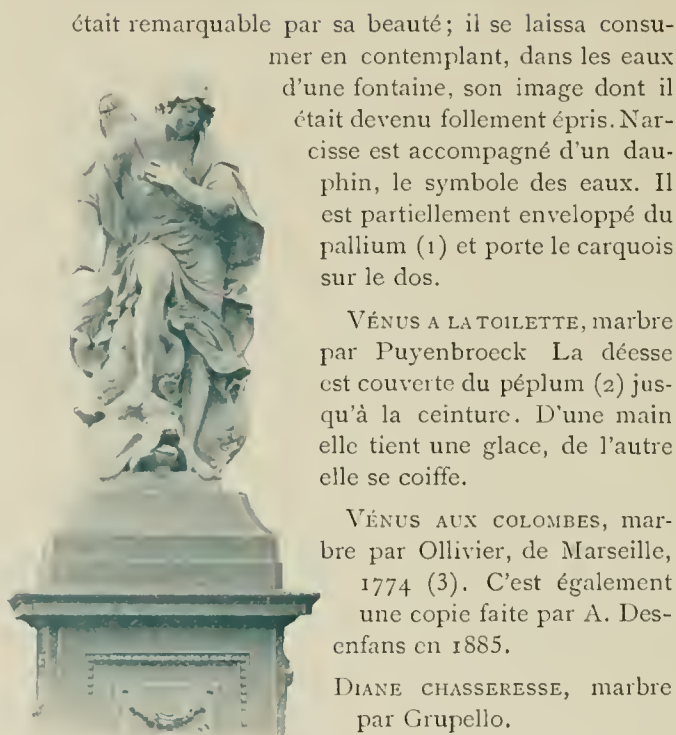 était remarquable par sa beauté; il se laissa consu-
mer en contemplant, dans les eaux
d'une fontaine, son image dont il
était devenu follement épris. Nar-
cisse est accompagné d'un dau-
phin, le symbole des eaux. Il
est partiellement enveloppé du
pallium (1) et porte le carquois
sur le dos.
VÉNUS A LA TOILETTE, marbre
par Puyenbroeck La déesse
est couverte du péplum (2) jus-
qu'à la ceinture. D'une main
elle tient une glace, de l'autre
elle se coiffe.
VÉNUS AUX COLOMBES, mar-
bre par Ollivier, de Marseille,
1774 (3). C'est également
une copie faite par A. Des-
enfans en 1885.
DIANE CHASSERESSE, marbre
par Grupello.